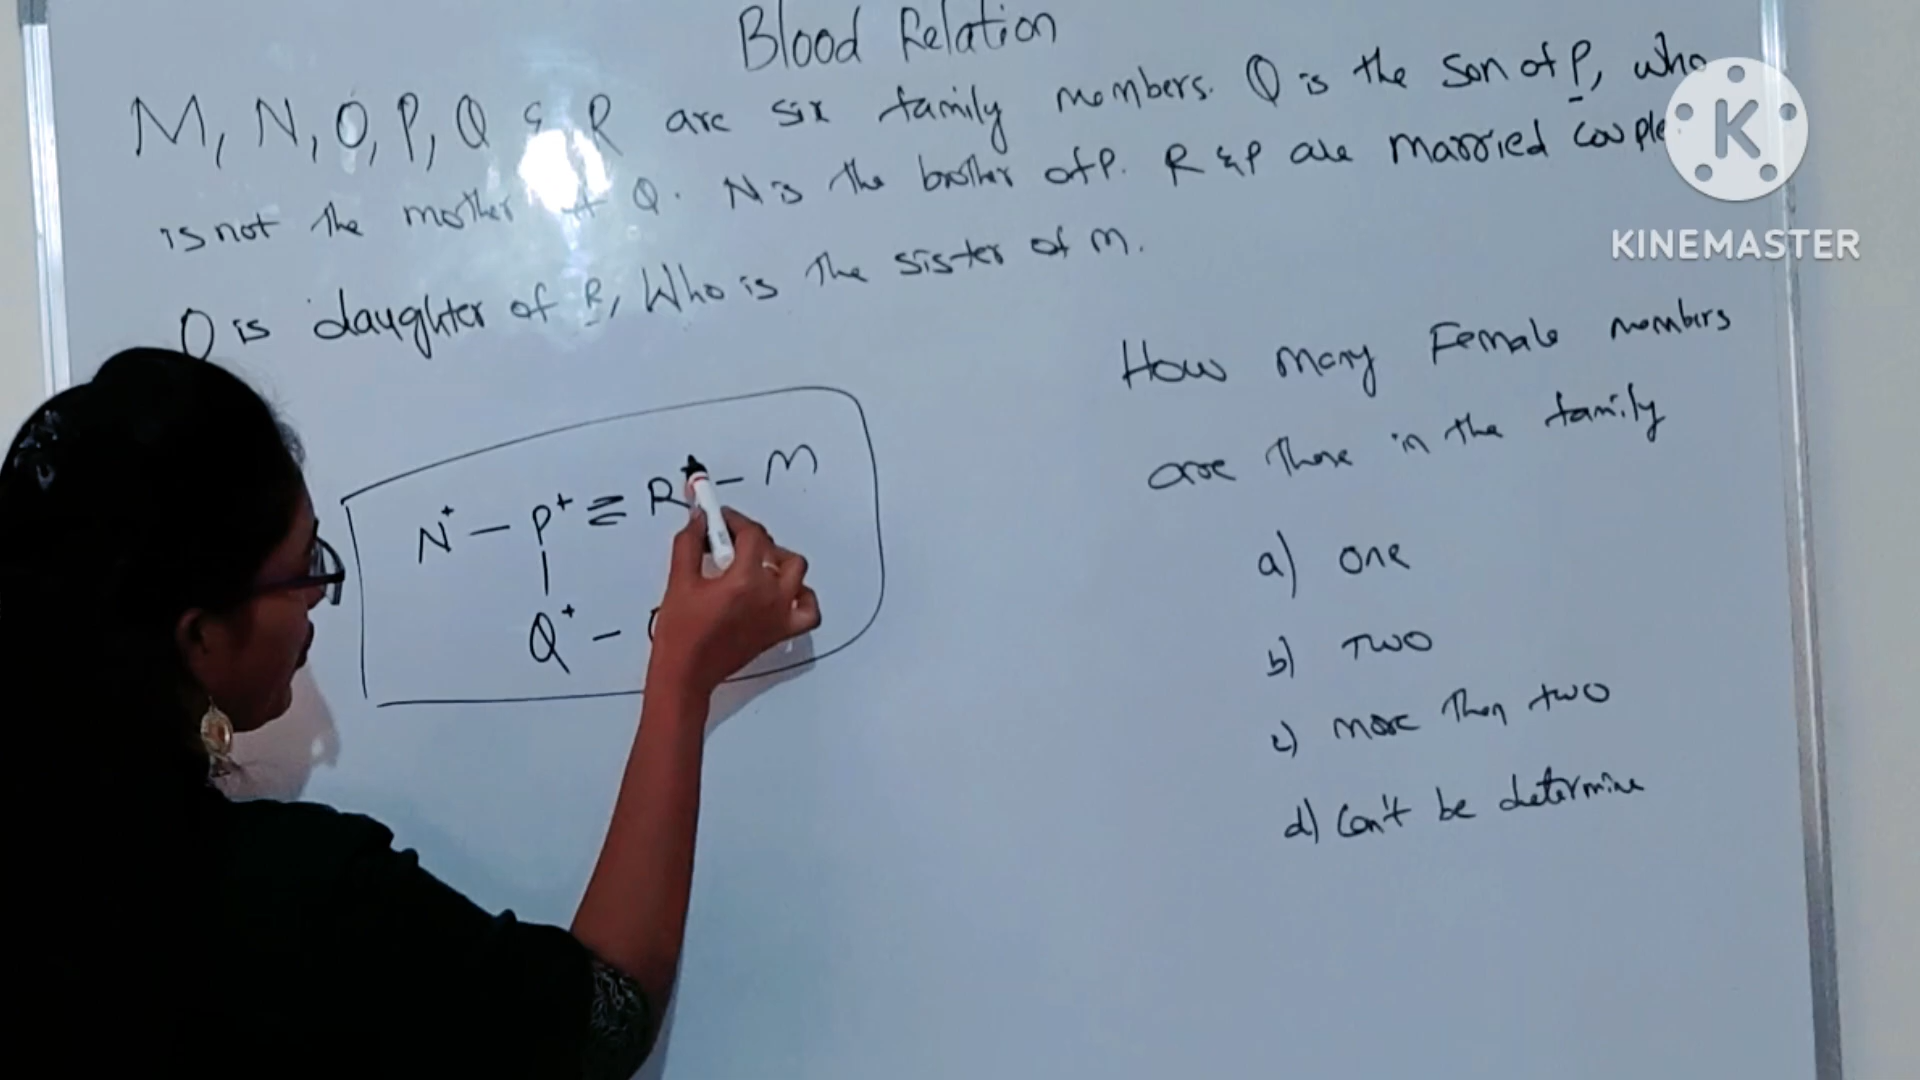 Blood Relation
M, N, O, P, Q & R are six family members. Q is the son of P, who
is not the mother of Q. N is the brother of P. R & P are married couple.
O is daughter of R, Who is the sister of M.
How many Female members
are there in the family
a) one
b) TWO
c) more than two
d) can't be determine
N+ — P+ = R — M
Q+ —
K
KINEMASTER